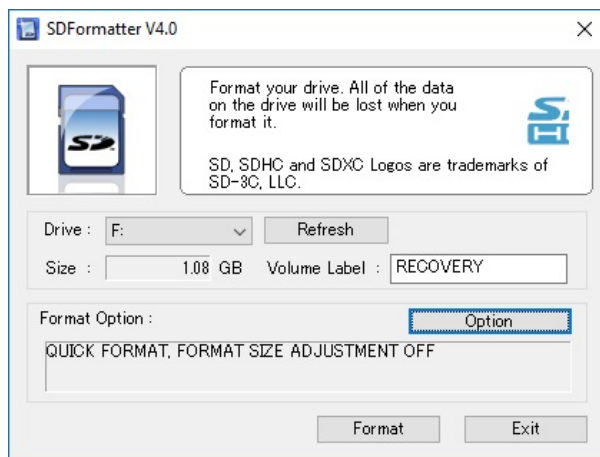 SDFormatter V4.0
Format your drive. All of the data
on the drive will be lost when you
format it.
SD, SDHC and SDXC Logos are trademarks of
SD-3C, LLC.
Drive : F: Refresh
Size : 1.08 GB Volume Label : RECOVERY
Format Option :
Option
QUICK FORMAT, FORMAT SIZE ADJUSTMENT OFF
Format Exit